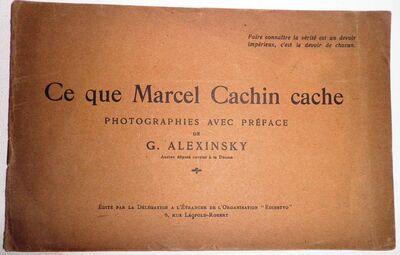 Faire connaître la vérité est un devoir
impérieux, c'est le devoir de chacun.
Ce que Marcel Cachin cache
PHOTOGRAPHIES AVEC PRÉFACE
DE
G. ALEXINSKY
Ancien député ouvrier à la Douma
ÉDITÉ PAR LA DÉLÉGATION A L'ÉTRANGER DE L'ORGANISATION "EDINSTVO"
6, RUE LÉOPOLD-ROBERT